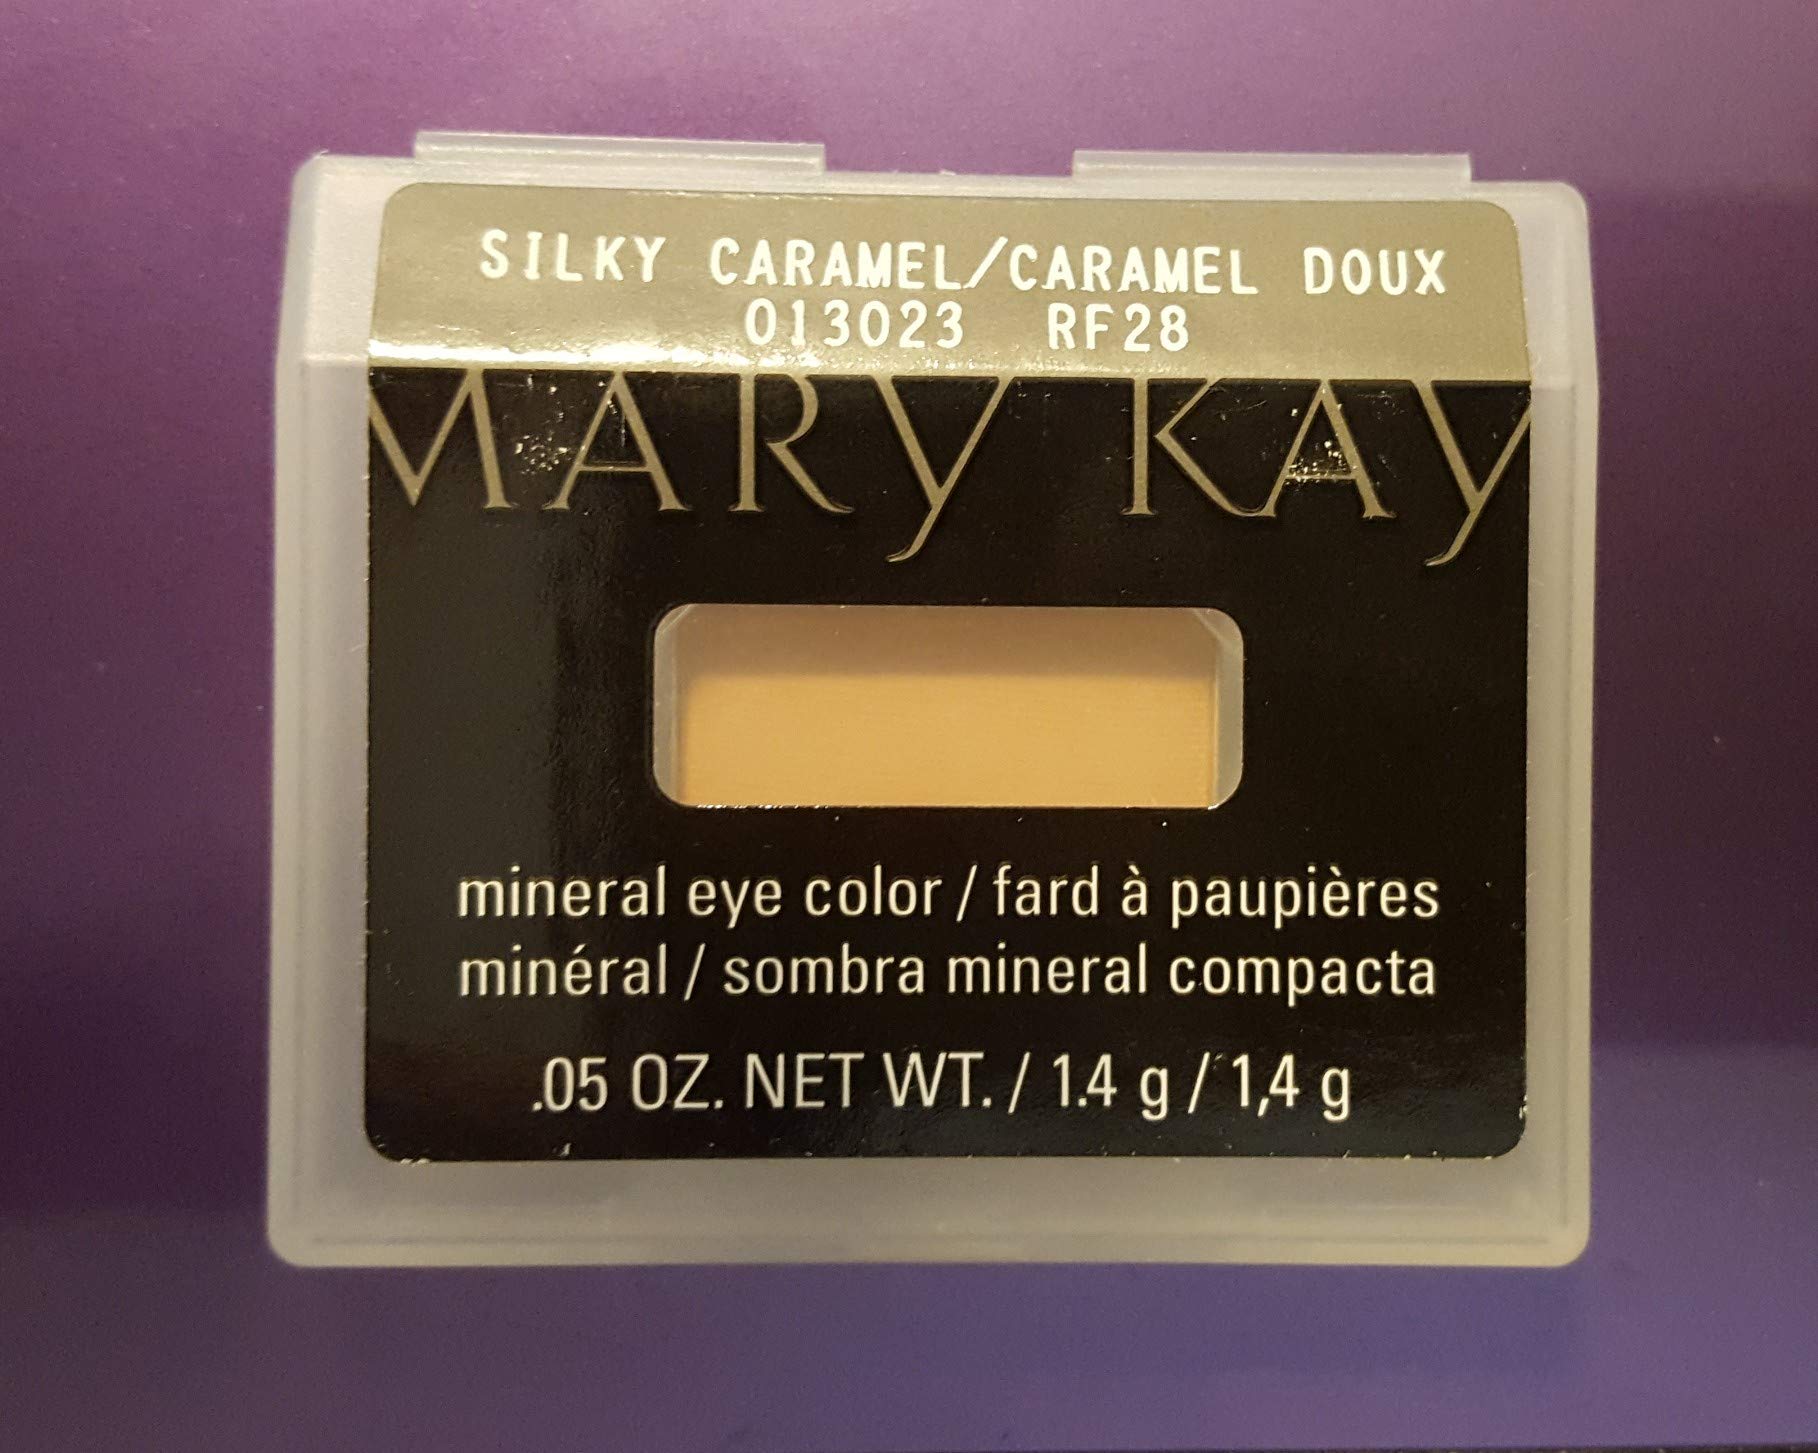 SILKY CARAMEL/CARAMEL DOUX
013023 RF28
MARY KAY
mineral eye color / fard à paupières
minéral / sombra mineral compacta
.05 OZ. NET WT. / 1.4 g / 1,4 g